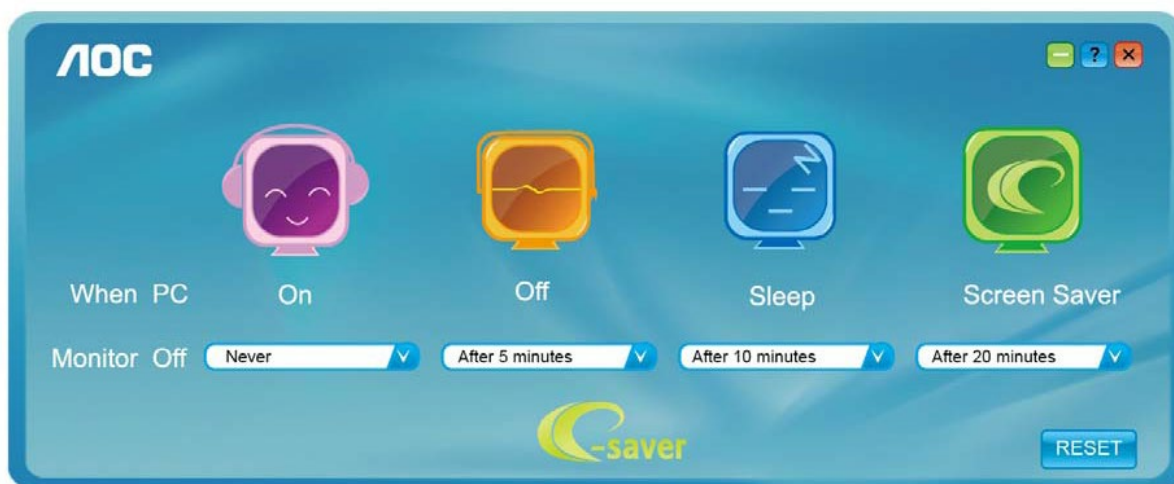 AOC
?
When PC On Off Sleep Screen Saver
Monitor Off Never After 5 minutes After 10 minutes After 20 minutes
e-saver
RESET